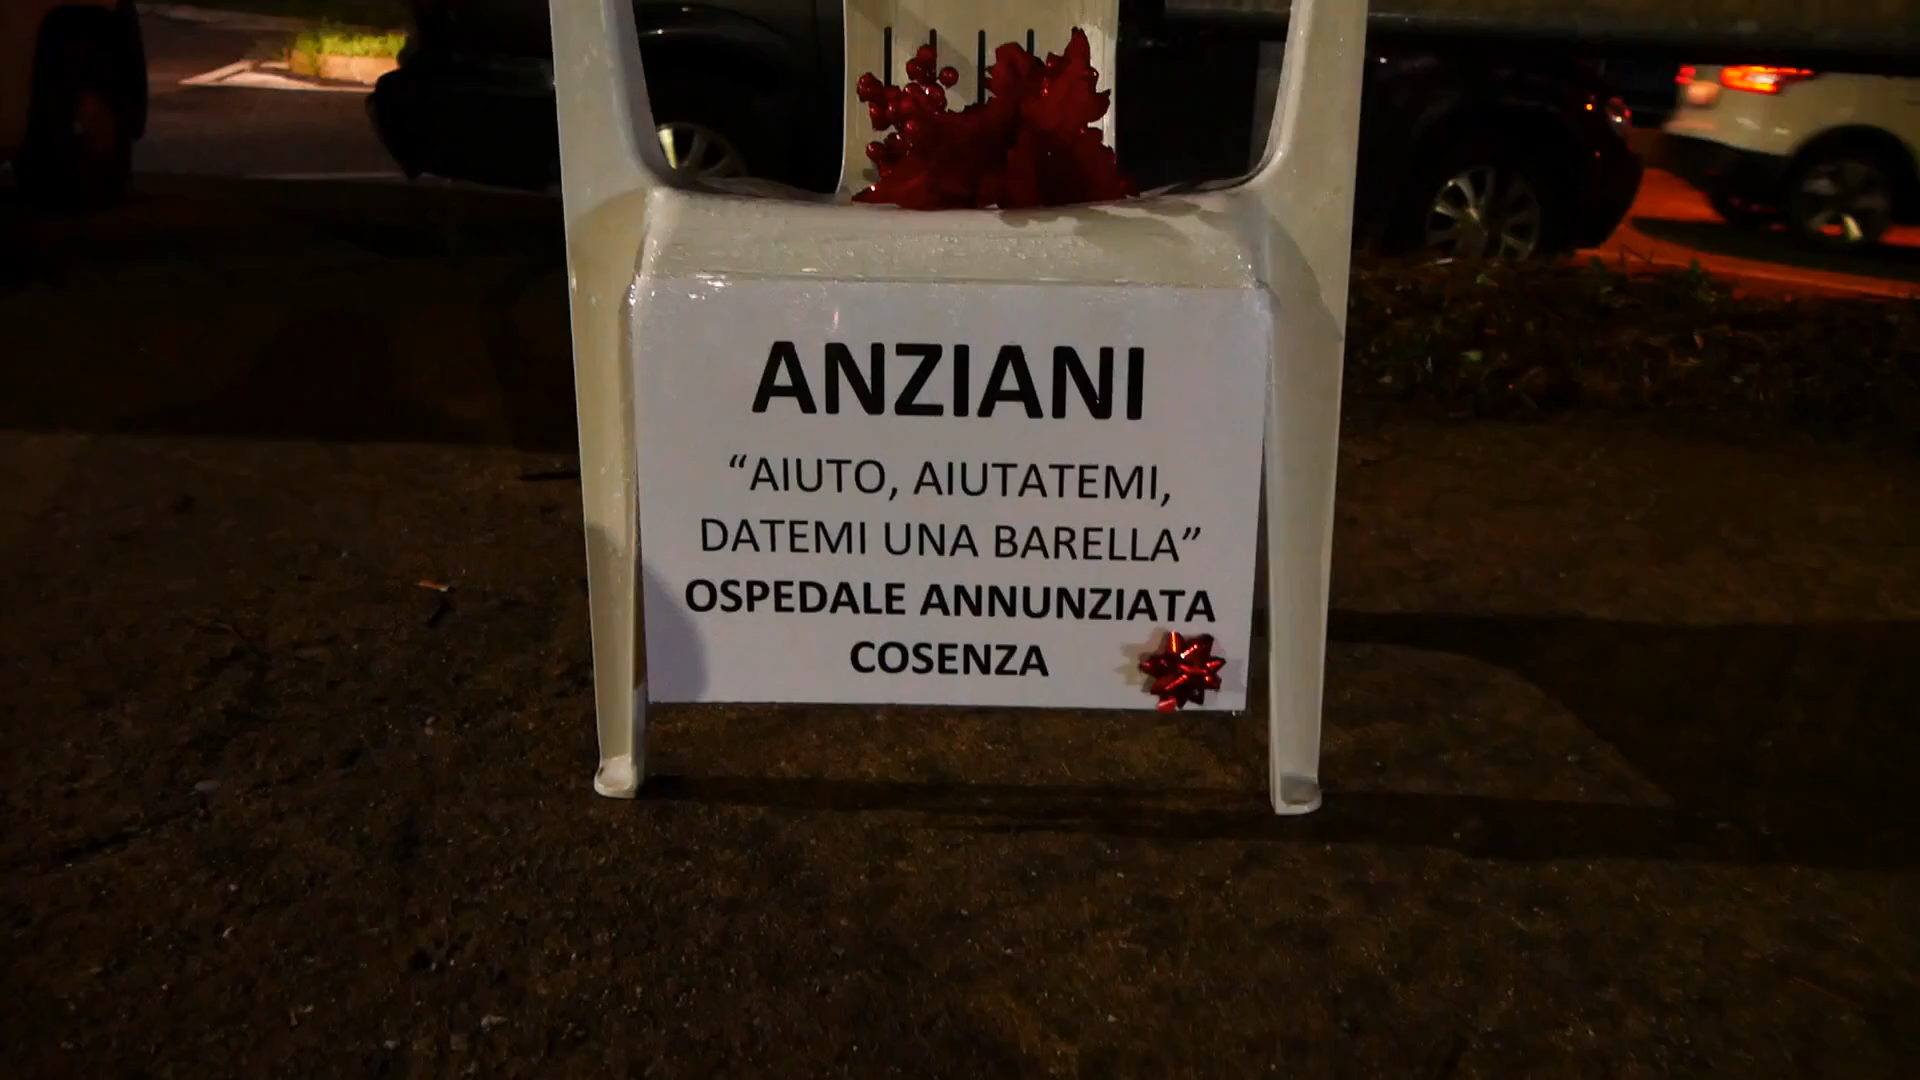 ANZIANI
“AIUTO, AIUTATEMI,
DATEMI UNA BARELLA”
OSPEDALE ANNUNZIATA
COSENZA